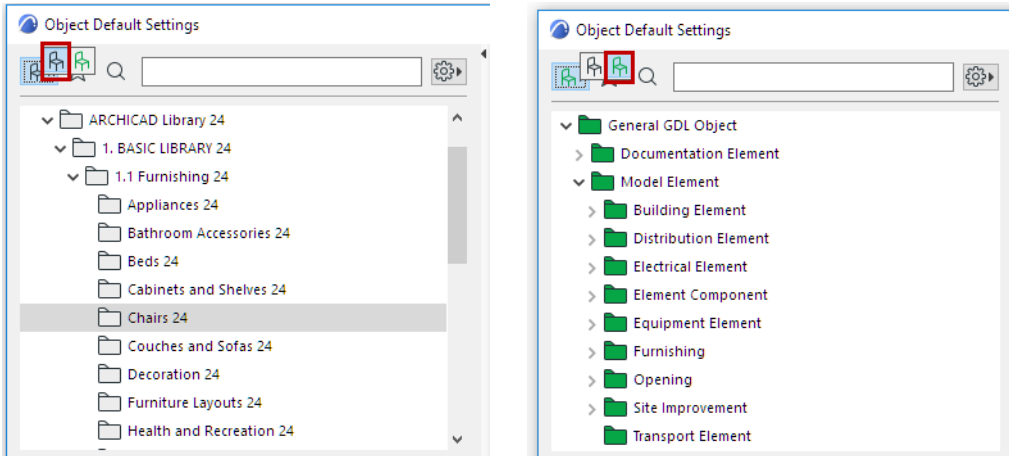 Object Default Settings
ARCHICAD Library 24
1. BASIC LIBRARY 24
1.1 Furnishing 24
Appliances 24
Bathroom Accessories 24
Beds 24
Cabinets and Shelves 24
Chairs 24
Couches and Sofas 24
Decoration 24
Furniture Layouts 24
Health and Recreation 24
Object Default Settings
General GDL Object
Documentation Element
Model Element
Building Element
Distribution Element
Electrical Element
Element Component
Equipment Element
Furnishing
Opening
Site Improvement
Transport Element